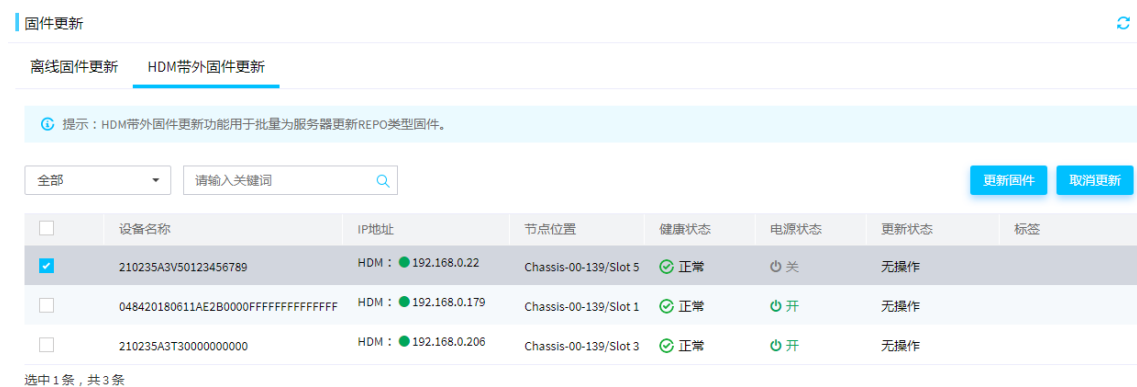 固件更新
离线固件更新 HDM带外固件更新
提示：HDM带外固件更新功能用于批量为服务器更新REPO类型固件。
全部 请输入关键词 更新固件 取消更新
设备名称 IP地址 节点位置 健康状态 电源状态 更新状态 标签
210235A3V50123456789 HDM： 192.168.0.22 Chassis-00-139/Slot 5 正常 关 无操作
048420180611AE2B0000FFFFFFFFFFFFFF HDM： 192.168.0.179 Chassis-00-139/Slot 1 正常 开 无操作
210235A3T30000000000 HDM： 192.168.0.206 Chassis-00-139/Slot 3 正常 开 无操作
选中1条，共3条